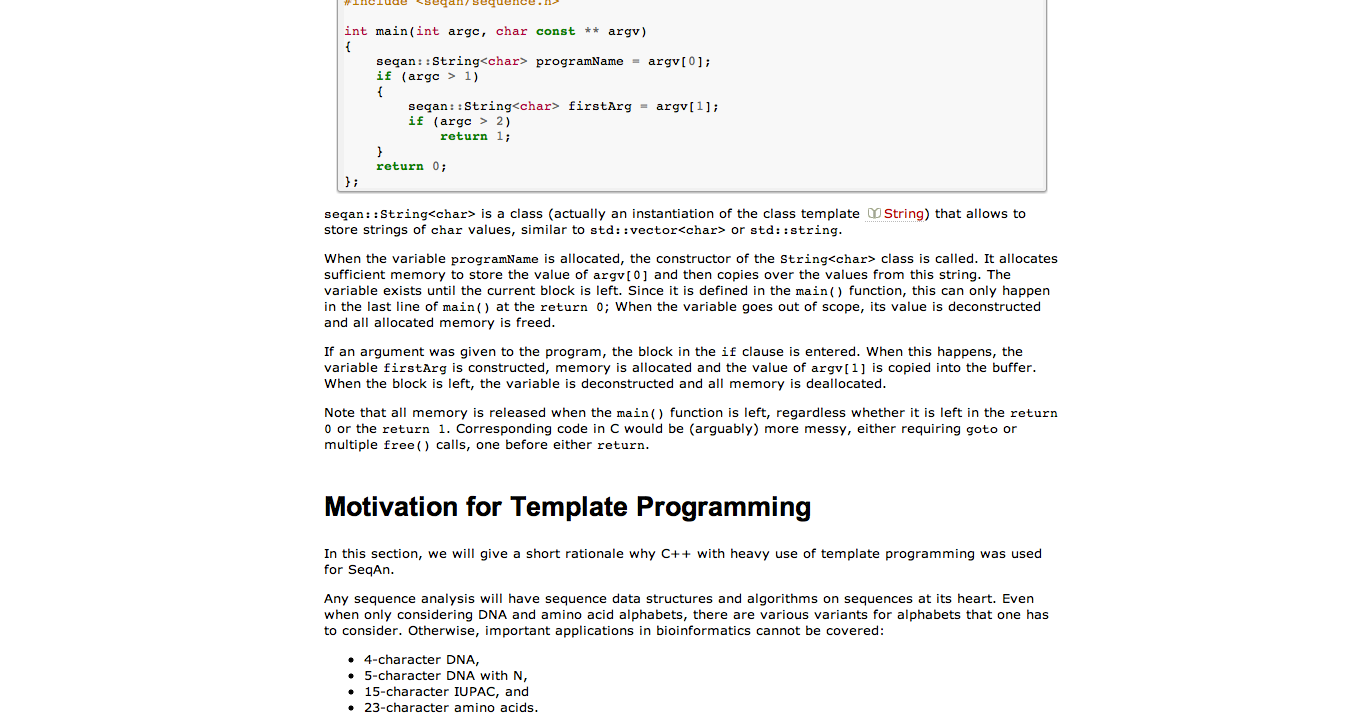 #include <seqan/sequence.h>
int main(int argc, char const ** argv)
{
seqan::String<char> programName = argv[0];
if (argc > 1)
{
seqan::String<char> firstArg = argv[1];
if (argc > 2)
return 1;
}
return 0;
};
seqan::String<char> is a class (actually an instantiation of the class template String) that allows to
store strings of char values, similar to std::vector<char> or std::string.
When the variable programName is allocated, the constructor of the String<char> class is called. It allocates
sufficient memory to store the value of argv[0] and then copies over the values from this string. The
variable exists until the current block is left. Since it is defined in the main() function, this can only happen
in the last line of main() at the return 0; When the variable goes out of scope, its value is deconstructed
and all allocated memory is freed.
If an argument was given to the program, the block in the if clause is entered. When this happens, the
variable firstArg is constructed, memory is allocated and the value of argv[1] is copied into the buffer.
When the block is left, the variable is deconstructed and all memory is deallocated.
Note that all memory is released when the main() function is left, regardless whether it is left in the return
0 or the return 1. Corresponding code in C would be (arguably) more messy, either requiring goto or
multiple free() calls, one before either return.
Motivation for Template Programming
In this section, we will give a short rationale why C++ with heavy use of template programming was used
for SeqAn.
Any sequence analysis will have sequence data structures and algorithms on sequences at its heart. Even
when only considering DNA and amino acid alphabets, there are various variants for alphabets that one has
to consider. Otherwise, important applications in bioinformatics cannot be covered:
• 4-character DNA,
• 5-character DNA with N,
• 15-character IUPAC, and
• 23-character amino acids.